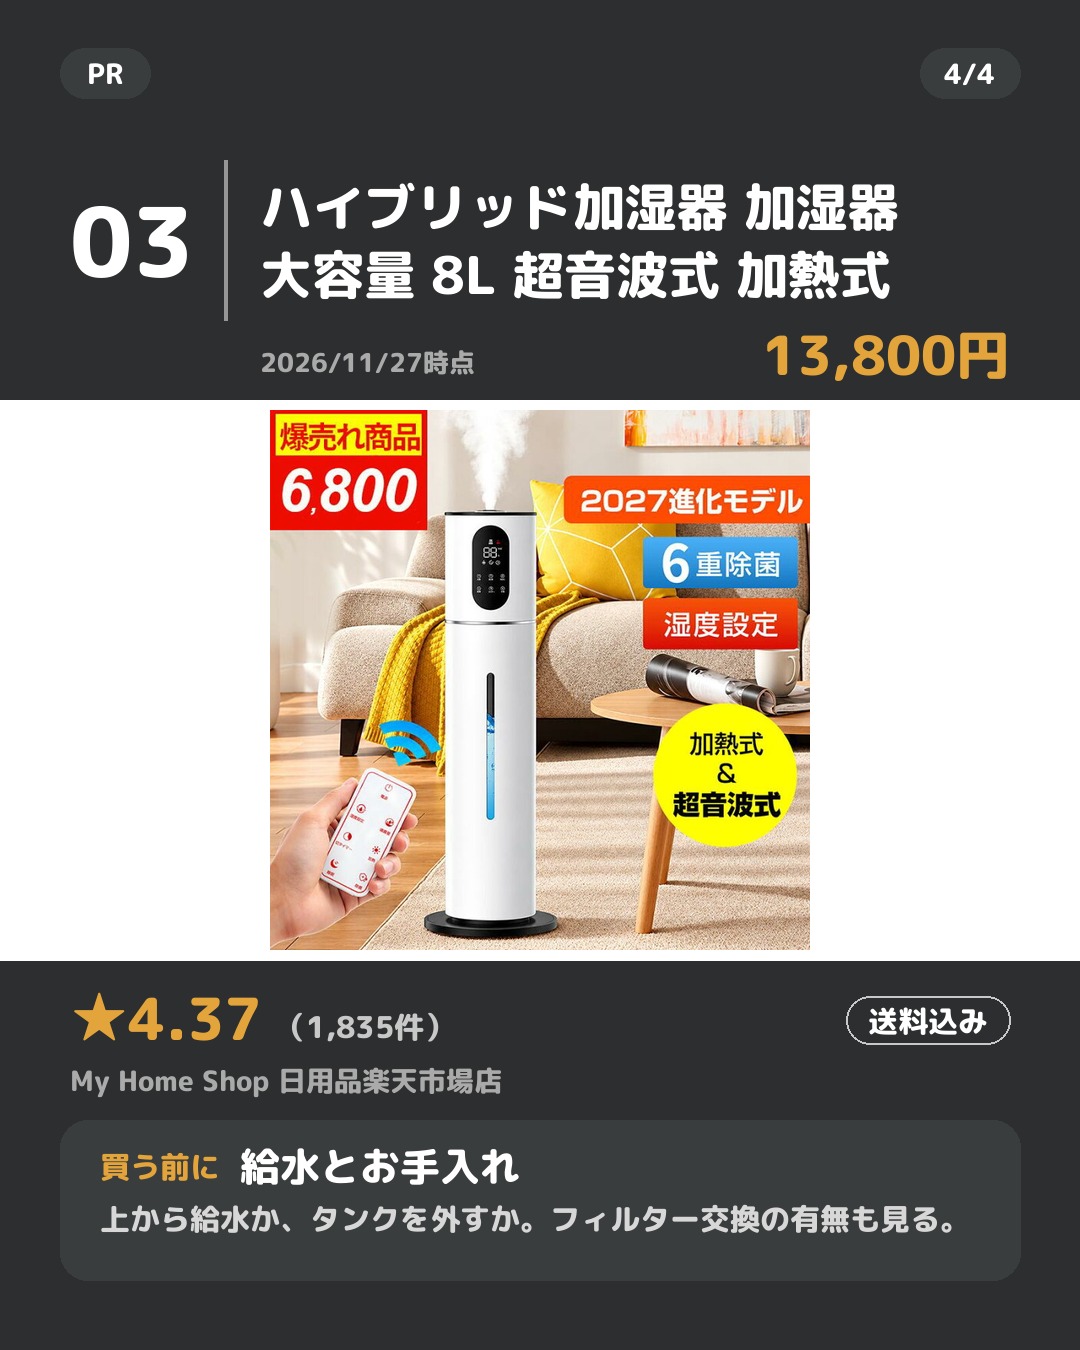 PR
4/4
03
ハイブリッド加湿器 加湿器
大容量 8L 超音波式 加熱式
2026/11/27時点
13,800円
爆売れ商品
6,800
2027進化モデル
6重除菌
湿度設定
加熱式
&
超音波式
★4.37 (1,835件)
送料込み
My Home Shop 日用品楽天市場店
買う前に 給水とお手入れ
上から給水か、タンクを外すか。フィルター交換の有無も見る。